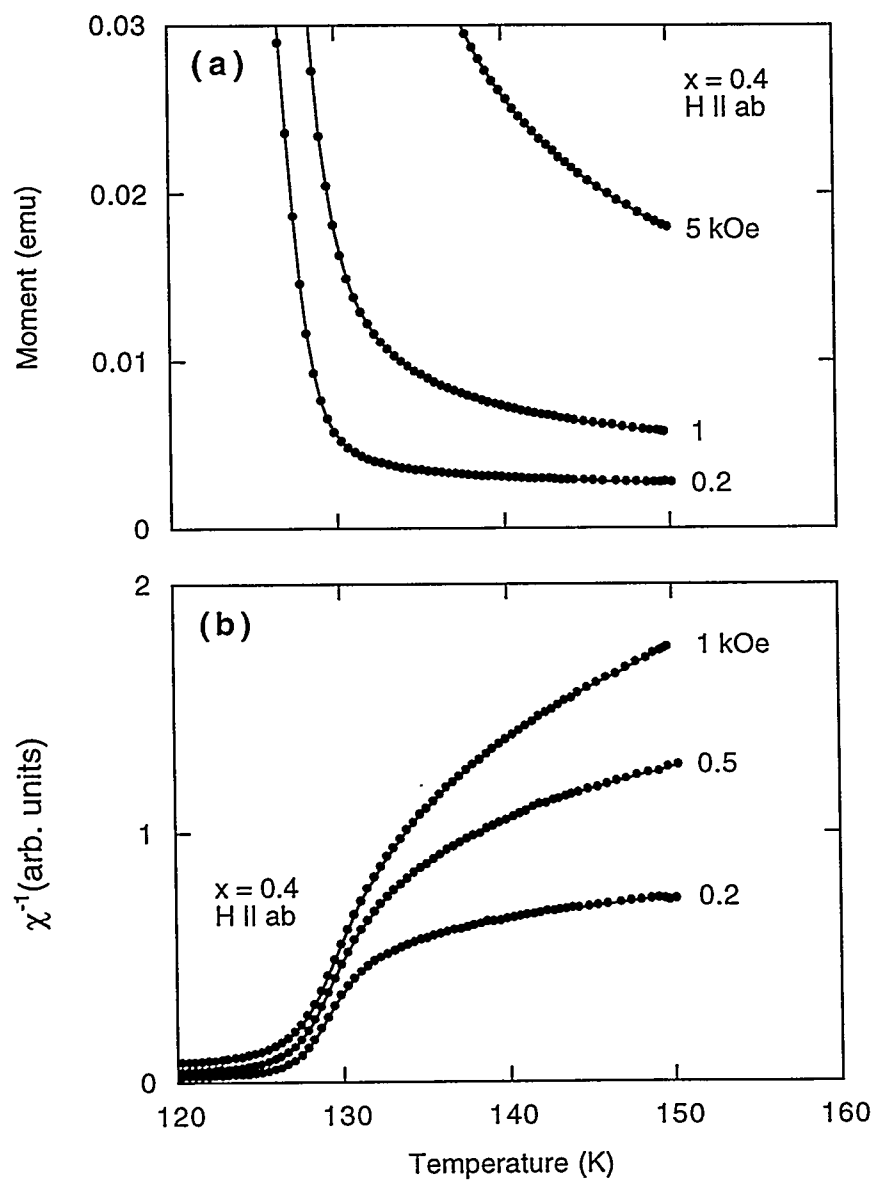 0.03
(a)
x = 0.4
H II ab
0.02
5 kOe
Moment (emu)
0.01
1
0.2
0
2
(b)
1 kOe
0.5
1
χ⁻¹(arb. units)
x = 0.4
H II ab
0.2
0
120 130 140 150 160
Temperature (K)